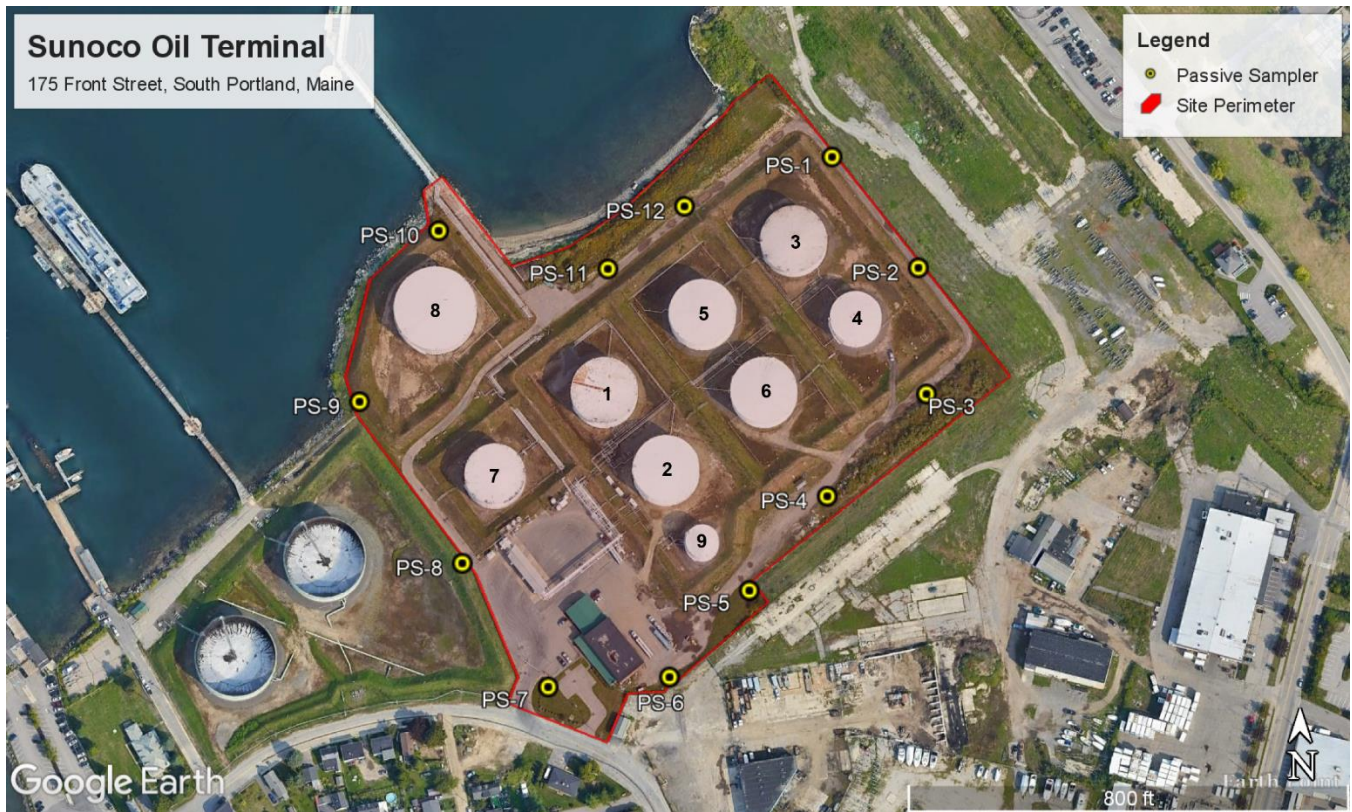 Sunoco Oil Terminal
175 Front Street, South Portland, Maine
Legend
Passive Sampler
Site Perimeter
PS-1
PS-12
PS-10
3
PS-11
PS-2
8
5
4
1
6
PS-9
PS-3
7
2
PS-4
9
PS-8
PS-5
PS-6
PS-7
N
Google Earth
Earth Point
800 ft